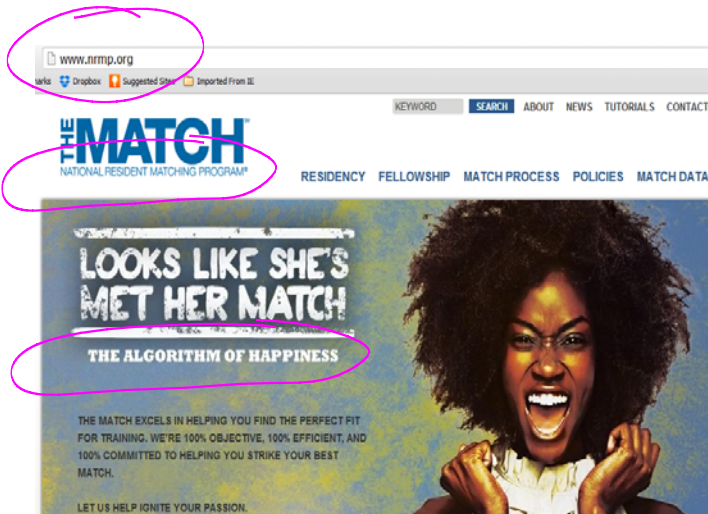 www.nrmp.org
arks Dropbox Suggested Sites Imported From IE
KEYWORD SEARCH ABOUT NEWS TUTORIALS CONTACT
THE MATCH
NATIONAL RESIDENT MATCHING PROGRAM®
RESIDENCY FELLOWSHIP MATCH PROCESS POLICIES MATCH DATA
LOOKS LIKE SHE'S
MET HER MATCH
THE ALGORITHM OF HAPPINESS
THE MATCH EXCELS IN HELPING YOU FIND THE PERFECT FIT
FOR TRAINING. WE'RE 100% OBJECTIVE, 100% EFFICIENT, AND
100% COMMITTED TO HELPING YOU STRIKE YOUR BEST
MATCH.
LET US HELP IGNITE YOUR PASSION.